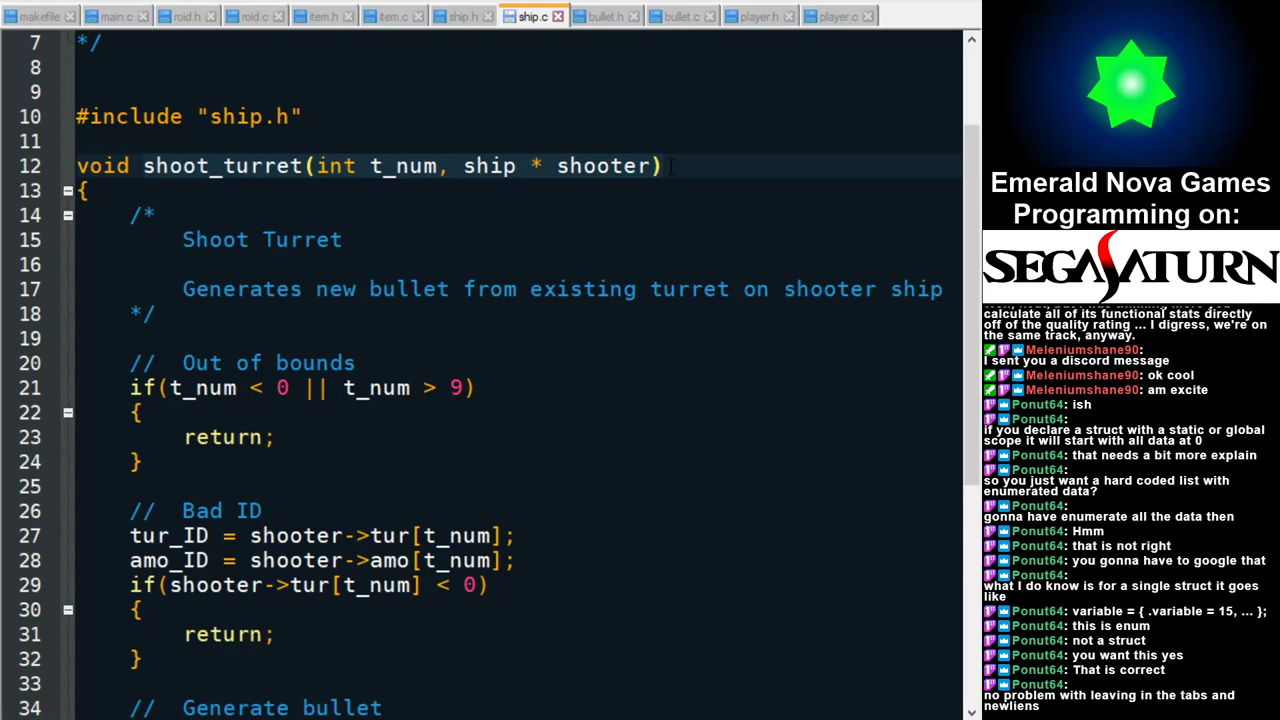 makefile main.c roid.h roid.c item.h item.c ship.h ship.c bullet.h bullet.c player.h player.c
7 */
8
9
10 #include "ship.h"
11
12 void shoot_turret(int t_num, ship * shooter)
13 {
14 /*
15 Shoot Turret
16
17 Generates new bullet from existing turret on shooter ship
18 */
19
20 // Out of bounds
21 if(t_num < 0 || t_num > 9)
22 {
23 return;
24 }
25
26 // Bad ID
27 tur_ID = shooter->tur[t_num];
28 amo_ID = shooter->amo[t_num];
29 if(shooter->tur[t_num] < 0)
30 {
31 return;
32 }
33
34 // Generate bullet
Emerald Nova Games
Programming on:
SEGA SATURN
calculate all of its functional stats directly
off of the quality rating ... I digress, we're on
the same track, anyway.
Meleniumshane90:
I sent you a discord message
Meleniumshane90: ok cool
Meleniumshane90: am excite
Ponut64: ish
Ponut64:
if you declare a struct with a static or global
scope it will start with all data at 0
Ponut64: that needs a bit more explain
Ponut64:
so you just want a hard coded list with
enumerated data?
Ponut64:
gonna have enumerate all the data then
Ponut64: Hmm
Ponut64: that is not right
Ponut64: you gonna have to google that
Ponut64:
what I do know is for a single struct it goes
like
Ponut64: variable = { .variable = 15, ... };
Ponut64: this is enum
Ponut64: not a struct
Ponut64: you want this yes
Ponut64: That is correct
Ponut64:
no problem with leaving in the tabs and
newliens